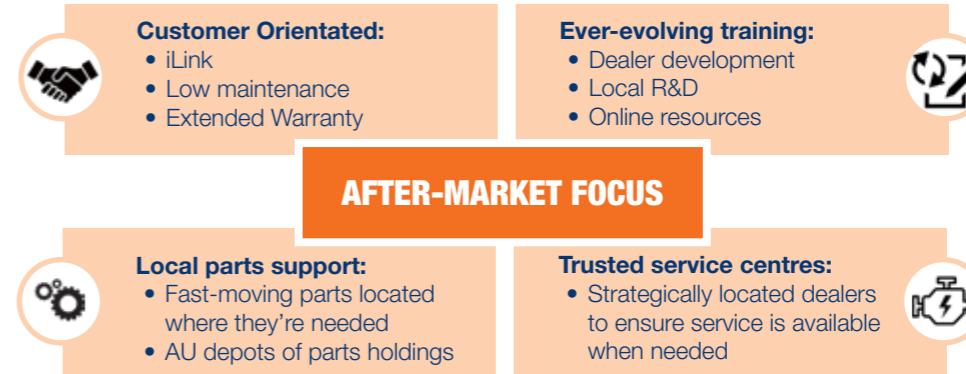 Customer Orientated:
• iLink
• Low maintenance
• Extended Warranty
Ever-evolving training:
• Dealer development
• Local R&D
• Online resources
AFTER-MARKET FOCUS
Local parts support:
• Fast-moving parts located
where they're needed
• AU depots of parts holdings
Trusted service centres:
• Strategically located dealers
to ensure service is available
when needed